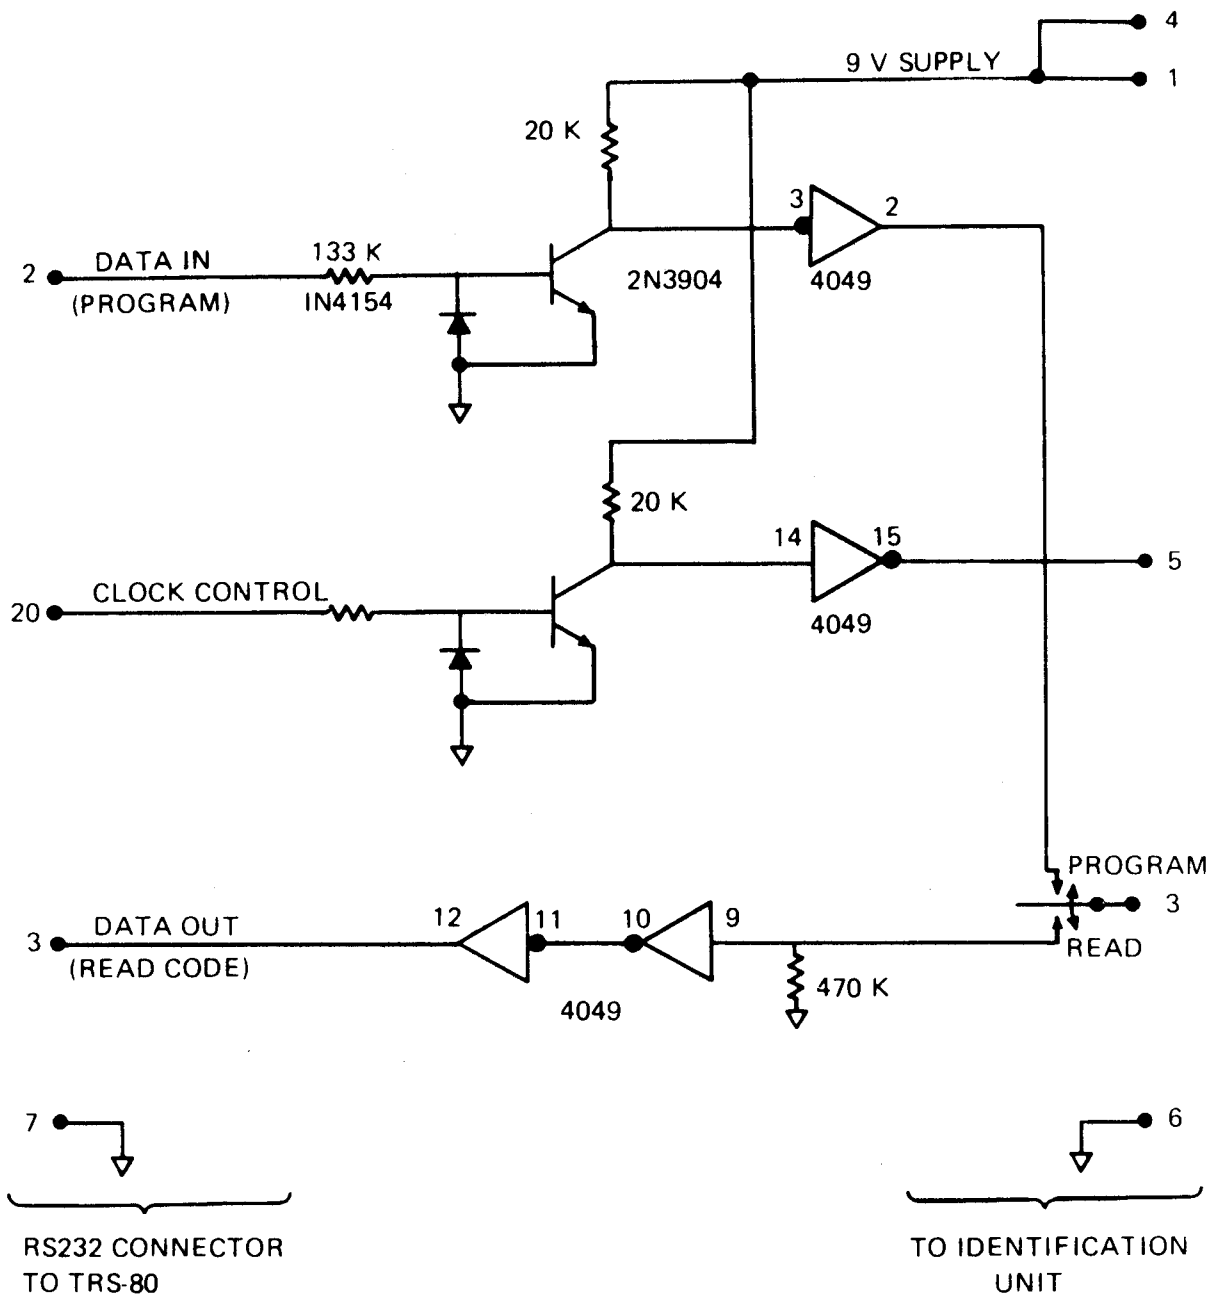 4
9 V SUPPLY
1
20 K
3
2
133 K
DATA IN
2
(PROGRAM)
IN4154
2N3904
4049
20 K
14
15
5
CLOCK CONTROL
20
4049
PROGRAM
3
READ
12
11
10
9
DATA OUT
3
(READ CODE)
470 K
4049
7
6
RS232 CONNECTOR
TO TRS-80
TO IDENTIFICATION
UNIT